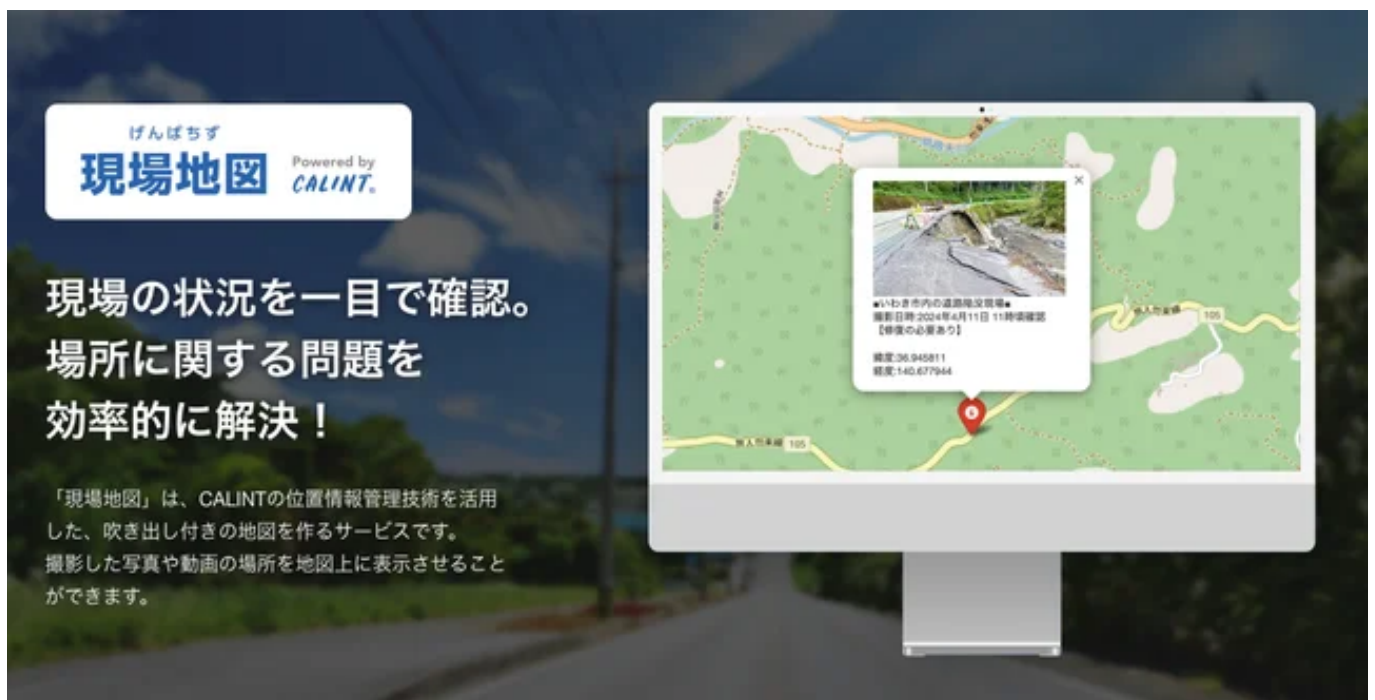 げんばちず
現場地図
Powered by
CALINT®
現場の状況を一目で確認。
場所に関する問題を
効率的に解決!
「現場地図」は、CALINTの位置情報管理技術を活用
した、吹き出し付きの地図を作るサービスです。
撮影した写真や動画の場所を地図上に表示させること
ができます。
■いわき市内の道路陥没現場■
撮影日時:2024年4月11日 11時頃確認
【修復の必要あり】
緯度:36.945811
経度:140.677944
6
105
105